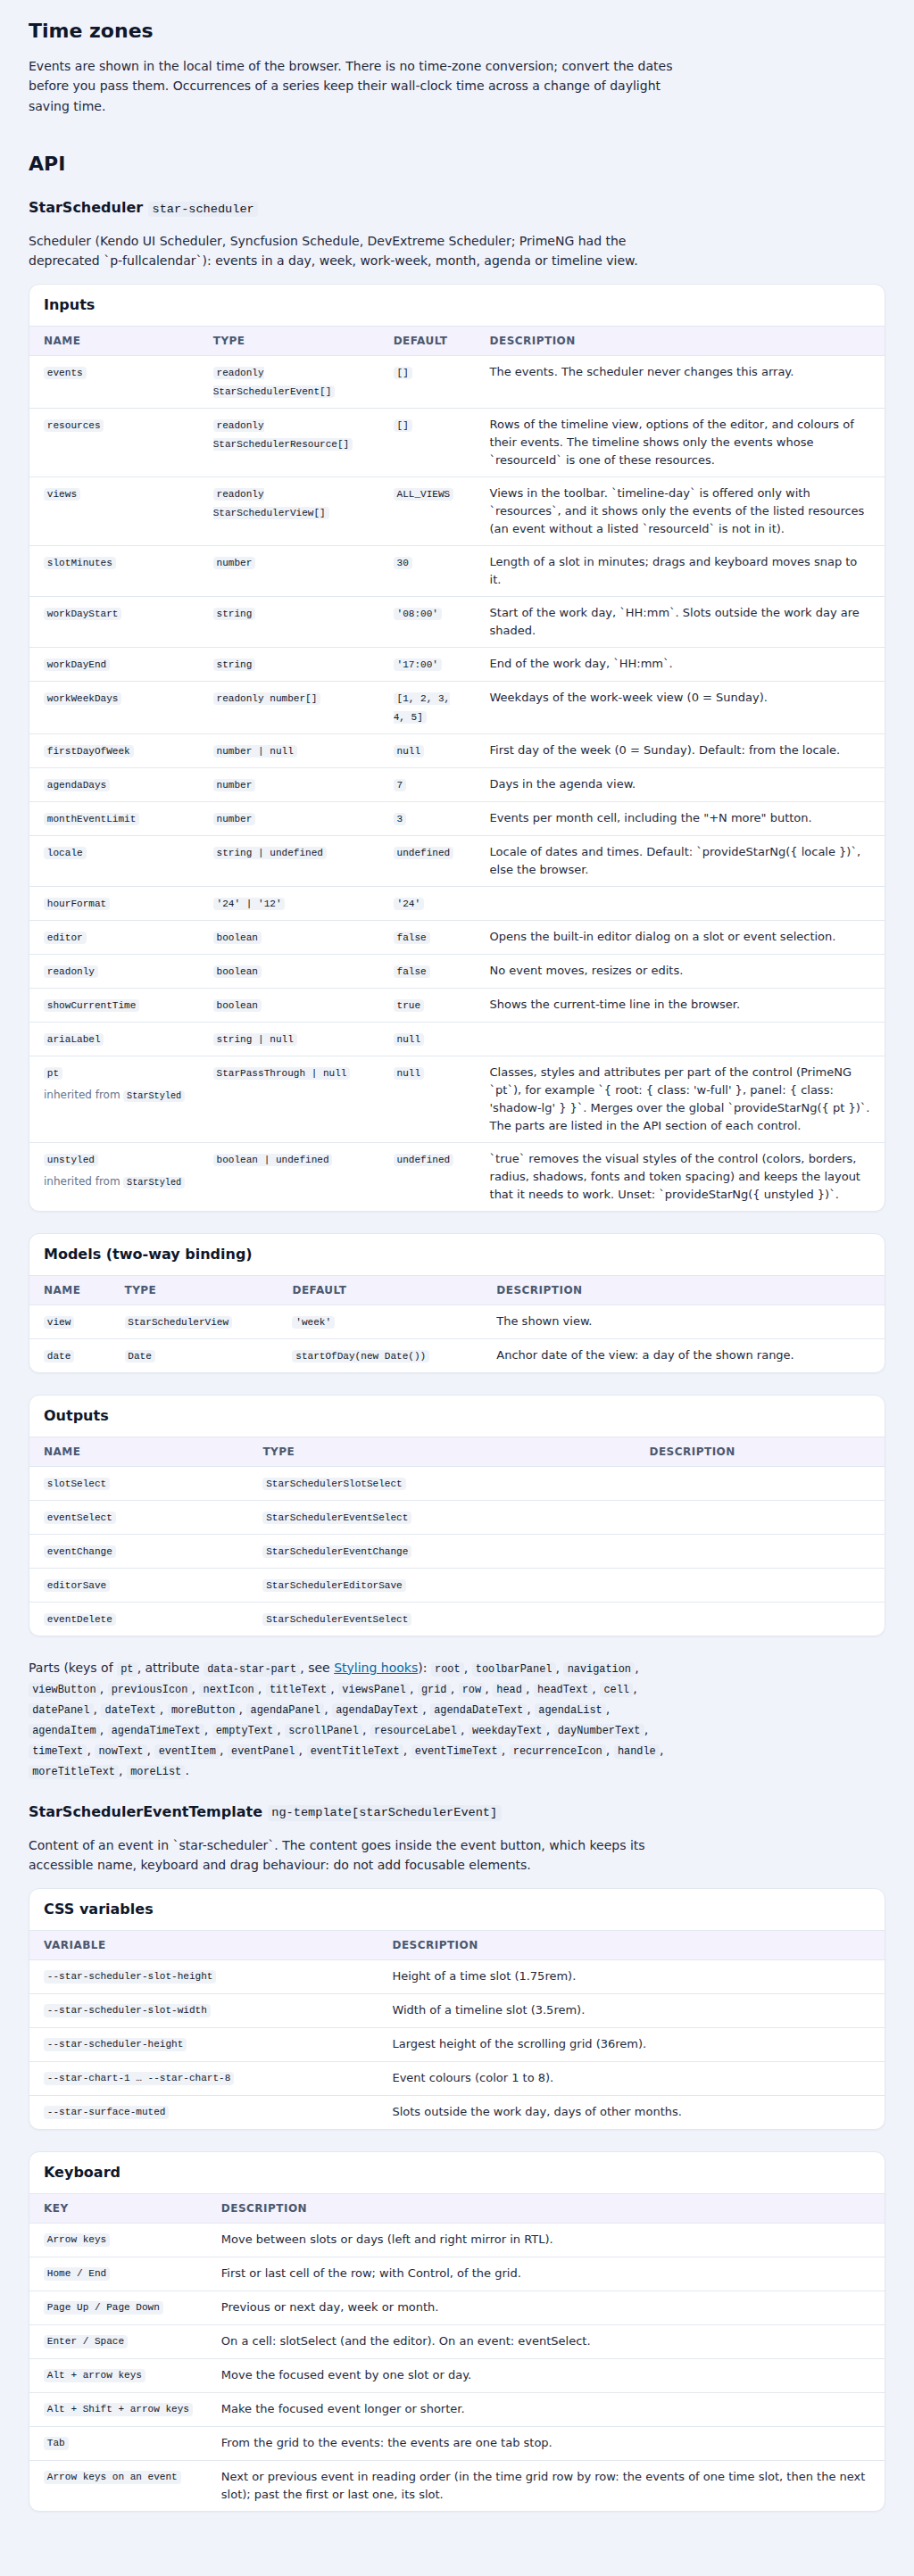 Time zones
Events are shown in the local time of the browser. There is no time-zone conversion; convert the dates
before you pass them. Occurrences of a series keep their wall-clock time across a change of daylight
saving time.
API
StarScheduler star-scheduler
Scheduler (Kendo UI Scheduler, Syncfusion Schedule, DevExtreme Scheduler; PrimeNG had the
deprecated `p-fullcalendar`): events in a day, week, work-week, month, agenda or timeline view.
Inputs
NAME TYPE DEFAULT DESCRIPTION
events readonly [] The events. The scheduler never changes this array.
StarSchedulerEvent[]
resources readonly [] Rows of the timeline view, options of the editor, and colours of
StarSchedulerResource[] their events. The timeline shows only the events whose
`resourceId` is one of these resources.
views readonly ALL_VIEWS Views in the toolbar. `timeline-day` is offered only with
StarSchedulerView[] `resources`, and it shows only the events of the listed resources
(an event without a listed `resourceId` is not in it).
slotMinutes number 30 Length of a slot in minutes; drags and keyboard moves snap to
it.
workDayStart string '08:00' Start of the work day, `HH:mm`. Slots outside the work day are
shaded.
workDayEnd string '17:00' End of the work day, `HH:mm`.
workWeekDays readonly number[] [1, 2, 3, Weekdays of the work-week view (0 = Sunday).
4, 5]
firstDayOfWeek number | null null First day of the week (0 = Sunday). Default: from the locale.
agendaDays number 7 Days in the agenda view.
monthEventLimit number 3 Events per month cell, including the "+N more" button.
locale string | undefined undefined Locale of dates and times. Default: `provideStarNg({ locale })`,
else the browser.
hourFormat '24' | '12' '24'
editor boolean false Opens the built-in editor dialog on a slot or event selection.
readonly boolean false No event moves, resizes or edits.
showCurrentTime boolean true Shows the current-time line in the browser.
ariaLabel string | null null
pt StarPassThrough | null null Classes, styles and attributes per part of the control (PrimeNG
inherited from StarStyled `pt`), for example `{ root: { class: 'w-full' }, panel: { class:
'shadow-lg' } }`. Merges over the global `provideStarNg({ pt })`.
The parts are listed in the API section of each control.
unstyled boolean | undefined undefined `true` removes the visual styles of the control (colors, borders,
inherited from StarStyled radius, shadows, fonts and token spacing) and keeps the layout
that it needs to work. Unset: `provideStarNg({ unstyled })`.
Models (two-way binding)
NAME TYPE DEFAULT DESCRIPTION
view StarSchedulerView 'week' The shown view.
date Date startOfDay(new Date()) Anchor date of the view: a day of the shown range.
Outputs
NAME TYPE DESCRIPTION
slotSelect StarSchedulerSlotSelect
eventSelect StarSchedulerEventSelect
eventChange StarSchedulerEventChange
editorSave StarSchedulerEditorSave
eventDelete StarSchedulerEventSelect
Parts (keys of pt, attribute data-star-part, see Styling hooks): root, toolbarPanel, navigation,
viewButton, previousIcon, nextIcon, titleText, viewsPanel, grid, row, head, headText, cell,
datePanel, dateText, moreButton, agendaPanel, agendaDayText, agendaDateText, agendaList,
agendaItem, agendaTimeText, emptyText, scrollPanel, resourceLabel, weekdayText, dayNumberText,
timeText, nowText, eventItem, eventPanel, eventTitleText, eventTimeText, recurrenceIcon, handle,
moreTitleText, moreList.
StarSchedulerEventTemplate ng-template[starSchedulerEvent]
Content of an event in `star-scheduler`. The content goes inside the event button, which keeps its
accessible name, keyboard and drag behaviour: do not add focusable elements.
CSS variables
VARIABLE DESCRIPTION
--star-scheduler-slot-height Height of a time slot (1.75rem).
--star-scheduler-slot-width Width of a timeline slot (3.5rem).
--star-scheduler-height Largest height of the scrolling grid (36rem).
--star-chart-1 … --star-chart-8 Event colours (color 1 to 8).
--star-surface-muted Slots outside the work day, days of other months.
Keyboard
KEY DESCRIPTION
Arrow keys Move between slots or days (left and right mirror in RTL).
Home / End First or last cell of the row; with Control, of the grid.
Page Up / Page Down Previous or next day, week or month.
Enter / Space On a cell: slotSelect (and the editor). On an event: eventSelect.
Alt + arrow keys Move the focused event by one slot or day.
Alt + Shift + arrow keys Make the focused event longer or shorter.
Tab From the grid to the events: the events are one tab stop.
Arrow keys on an event Next or previous event in reading order (in the time grid row by row: the events of one time slot, then the next
slot); past the first or last one, its slot.